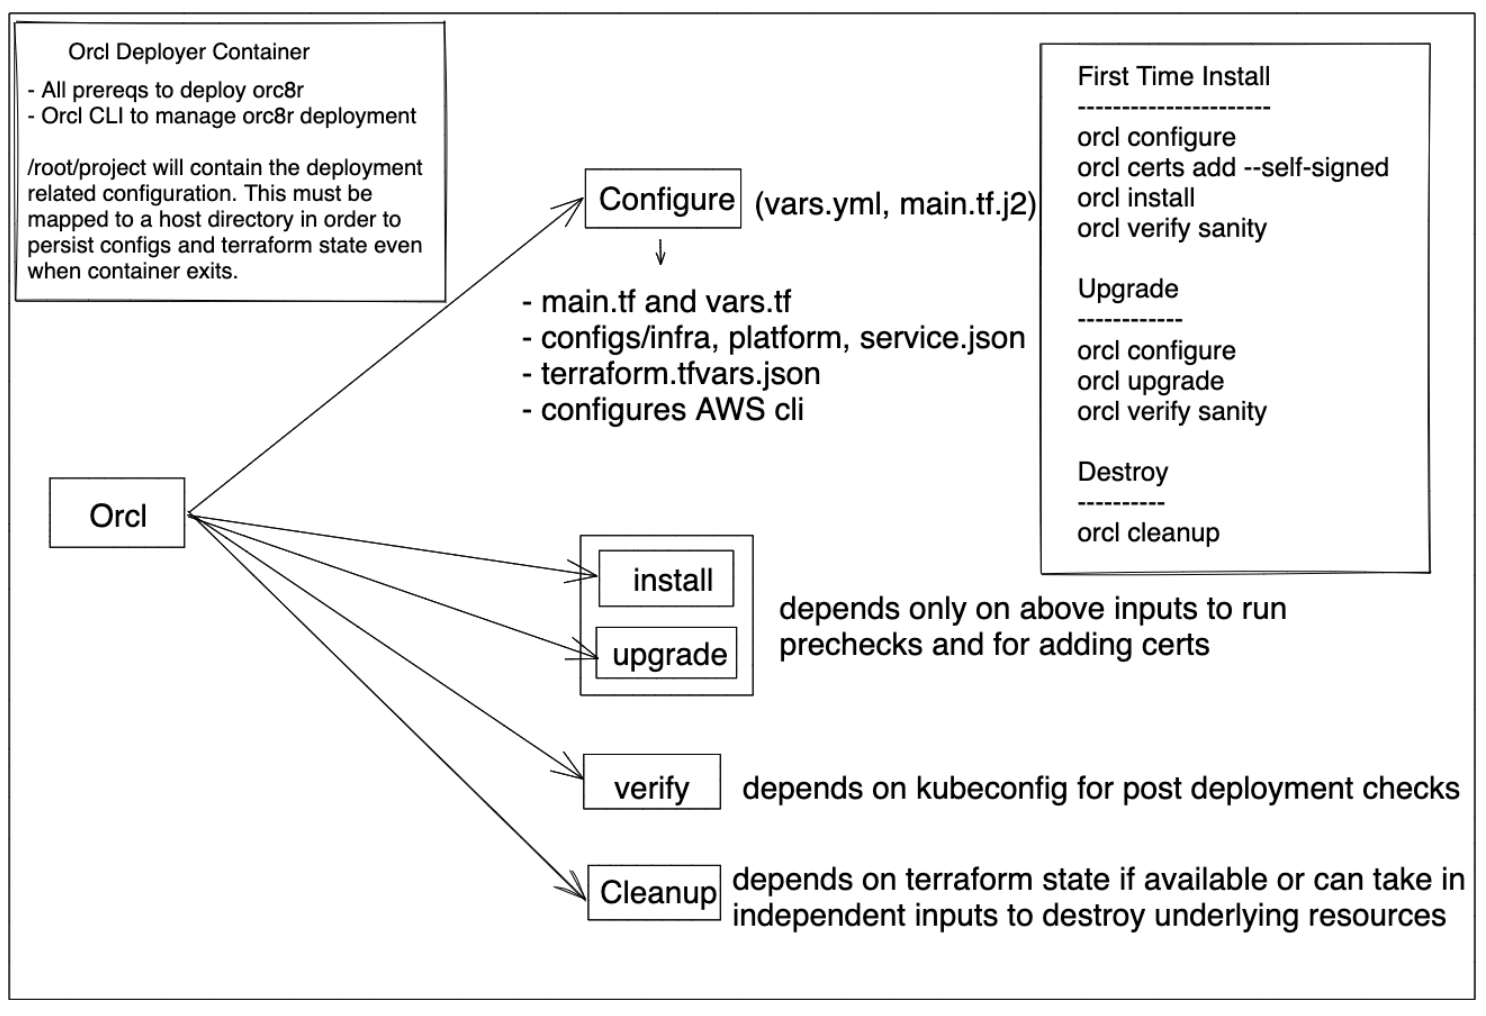 Orcl Deployer Container
- All prereqs to deploy orc8r
- Orcl CLI to manage orc8r deployment
/root/project will contain the deployment
related configuration. This must be
mapped to a host directory in order to
persist configs and terraform state even
when container exits.
First Time Install
----------------------
orcl configure
orcl certs add --self-signed
orcl install
orcl verify sanity
Upgrade
------------
orcl configure
orcl upgrade
orcl verify sanity
Destroy
----------
orcl cleanup
Configure (vars.yml, main.tf.j2)
- main.tf and vars.tf
- configs/infra, platform, service.json
- terraform.tfvars.json
- configures AWS cli
Orcl
install
upgrade
depends only on above inputs to run
prechecks and for adding certs
verify
depends on kubeconfig for post deployment checks
Cleanup
depends on terraform state if available or can take in
independent inputs to destroy underlying resources